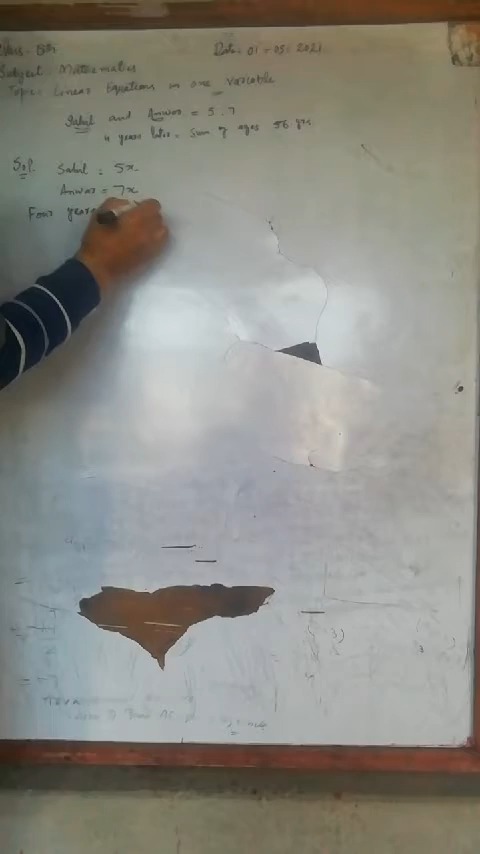 Class: 8th Date: 01-05-2021
Subject: Mathematics
Topic: Linear Equations in one variable
Sahil and Anwar = 5:7
4 years later. Sum of ages 56 yrs
Sol. Sahil = 5x
Anwar = 7x
Four years